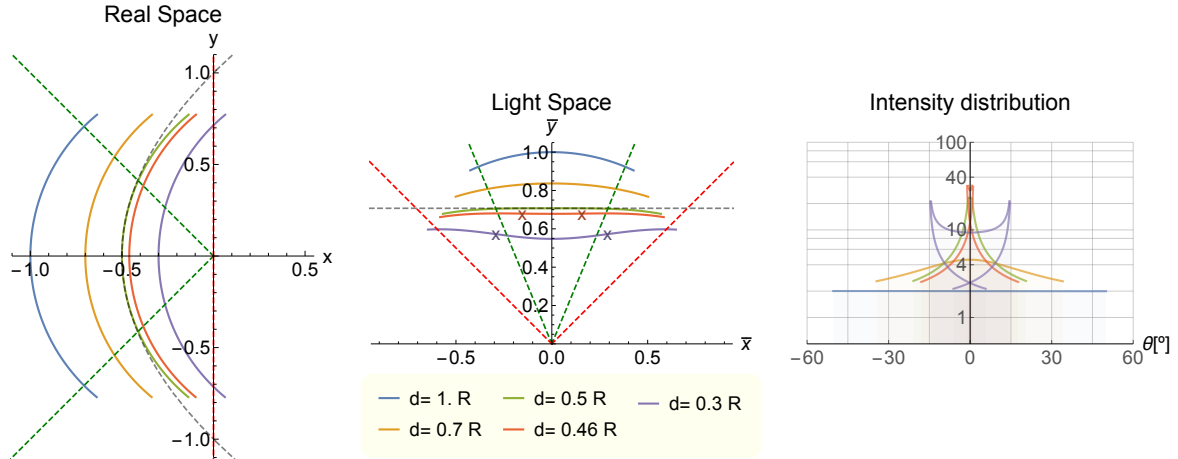 Real Space
y
1.0
0.5
−1.0
−0.5
0.5
x
−0.5
−1.0
Light Space
y̅
1.0
0.8
0.6
x
x
x
x
0.4
0.2
−0.5
0.0
0.5
x̅
d= 1. R
d= 0.5 R
d= 0.3 R
d= 0.7 R
d= 0.46 R
Intensity distribution
100
40
10
4
1
−60
−30
0
30
60
θ[º]